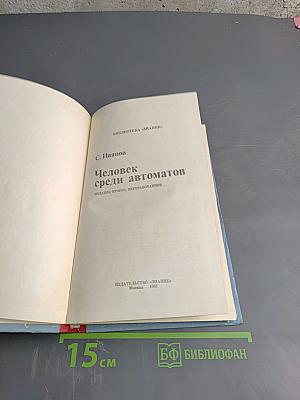 БИБЛИОТЕКА «ЗНАНИЕ»
С. Иванов
Человек
среди автоматов
ИЗДАНИЕ ВТОРОЕ, ПЕРЕРАБОТАННОЕ
ИЗДАТЕЛЬСТВО «ЗНАНИЕ»
Москва
15 см
БФ БИБЛИОФАН